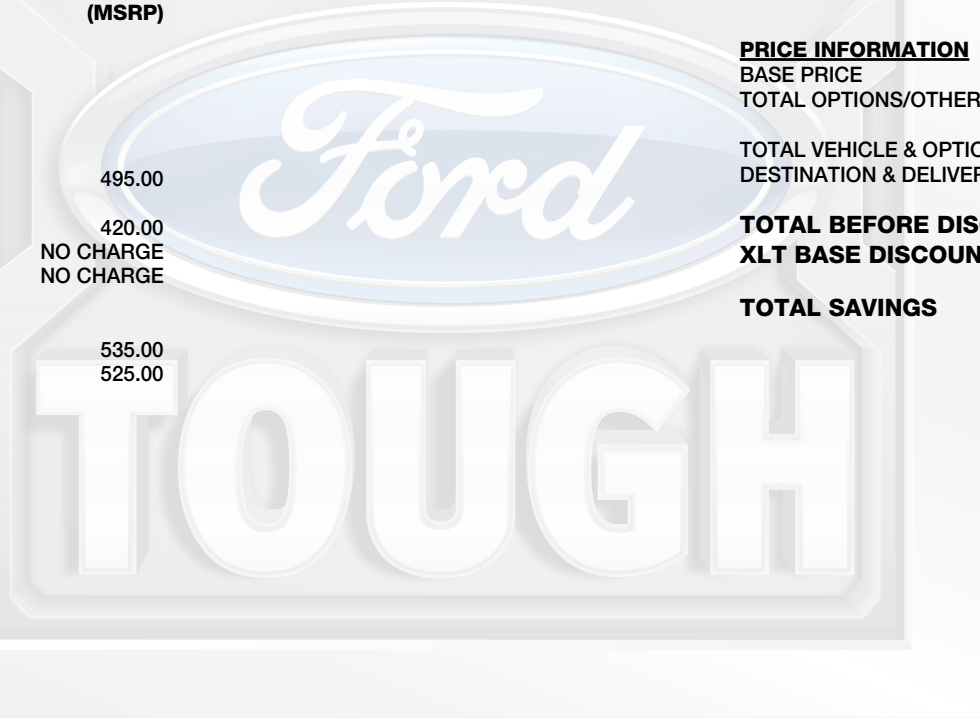 (MSRP)
495.00
420.00
NO CHARGE
NO CHARGE
535.00
525.00
PRICE INFORMATION
BASE PRICE
TOTAL OPTIONS/OTHER
TOTAL VEHICLE & OPTIO
DESTINATION & DELIVER
TOTAL BEFORE DIS
XLT BASE DISCOUN
TOTAL SAVINGS
Ford
TOUGH